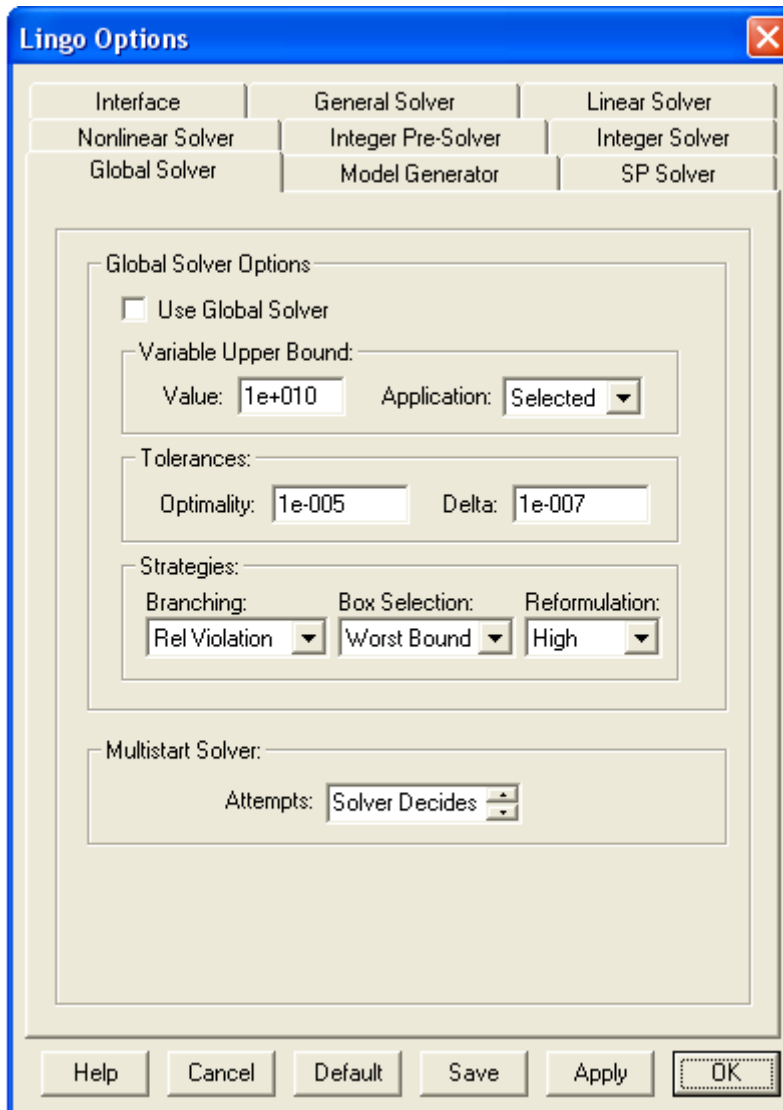 Lingo Options
Interface General Solver Linear Solver
Nonlinear Solver Integer Pre-Solver Integer Solver
Global Solver Model Generator SP Solver
Global Solver Options
Use Global Solver
Variable Upper Bound:
Value: 1e+010 Application: Selected
Tolerances:
Optimality: 1e-005 Delta: 1e-007
Strategies:
Branching: Box Selection: Reformulation:
Rel Violation Worst Bound High
Multistart Solver:
Attempts: Solver Decides
Help Cancel Default Save Apply OK